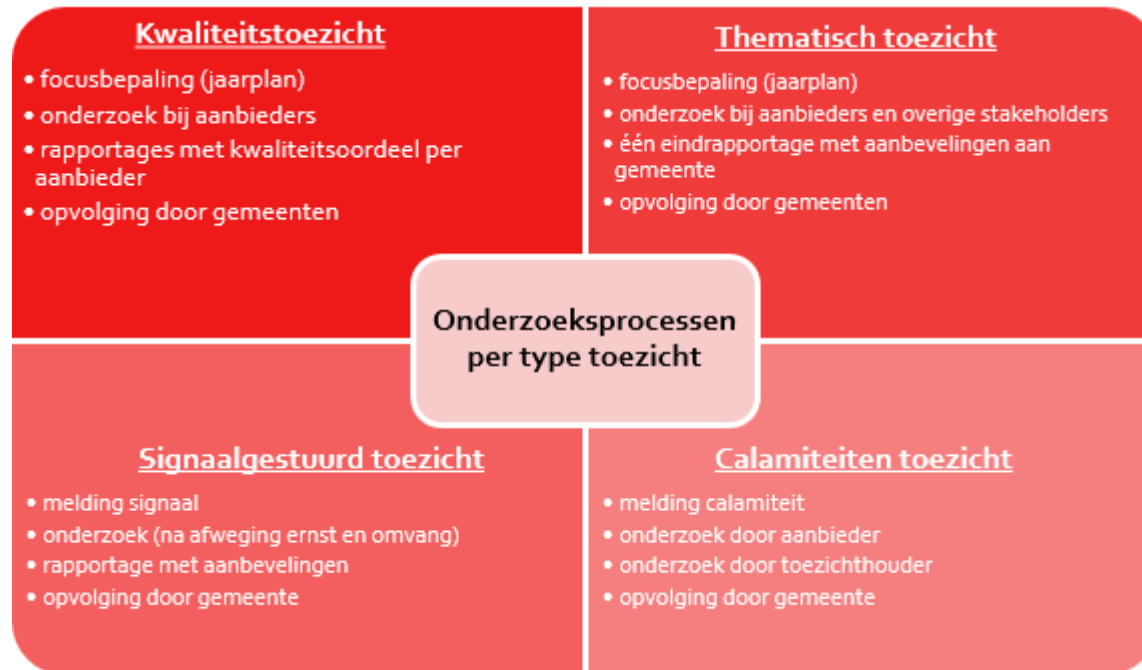 Kwaliteitstoezicht
• focusbepaling (jaarplan)
• onderzoek bij aanbieders
• rapportages met kwaliteitsoordeel per
aanbieder
• opvolging door gemeenten
Thematisch toezicht
• focusbepaling (jaarplan)
• onderzoek bij aanbieders en overige stakeholders
• één eindrapportage met aanbevelingen aan
gemeente
• opvolging door gemeenten
Onderzoeksprocessen
per type toezicht
Signaalgestuurd toezicht
• melding signaal
• onderzoek (na afweging ernst en omvang)
• rapportage met aanbevelingen
• opvolging door gemeente
Calamiteiten toezicht
• melding calamiteit
• onderzoek door aanbieder
• onderzoek door toezichthouder
• opvolging door gemeente